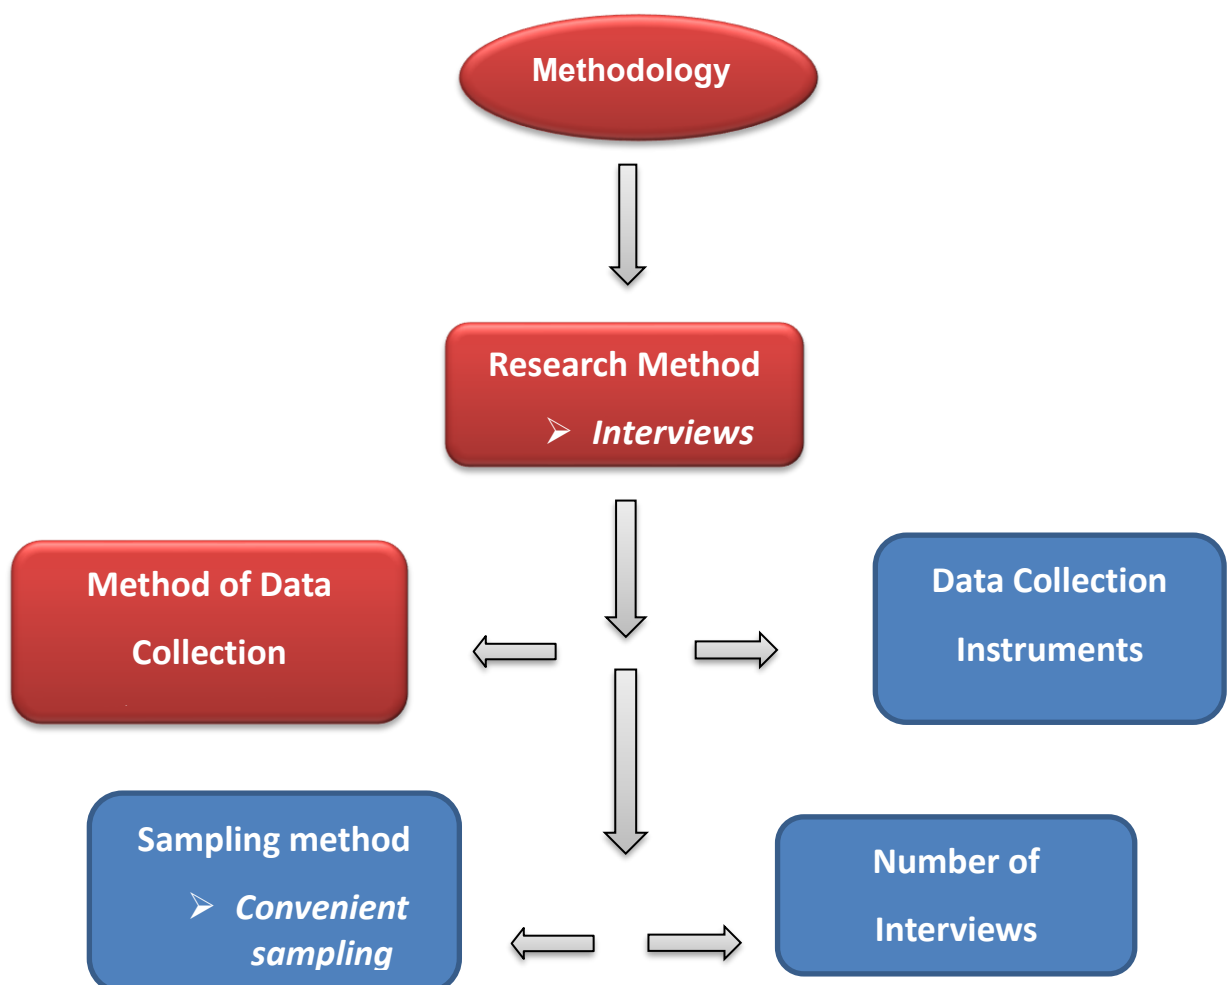 Methodology
Research Method
➢ Interviews
Method of Data
Collection
Data Collection
Instruments
Sampling method
➢ Convenient
sampling
Number of
Interviews